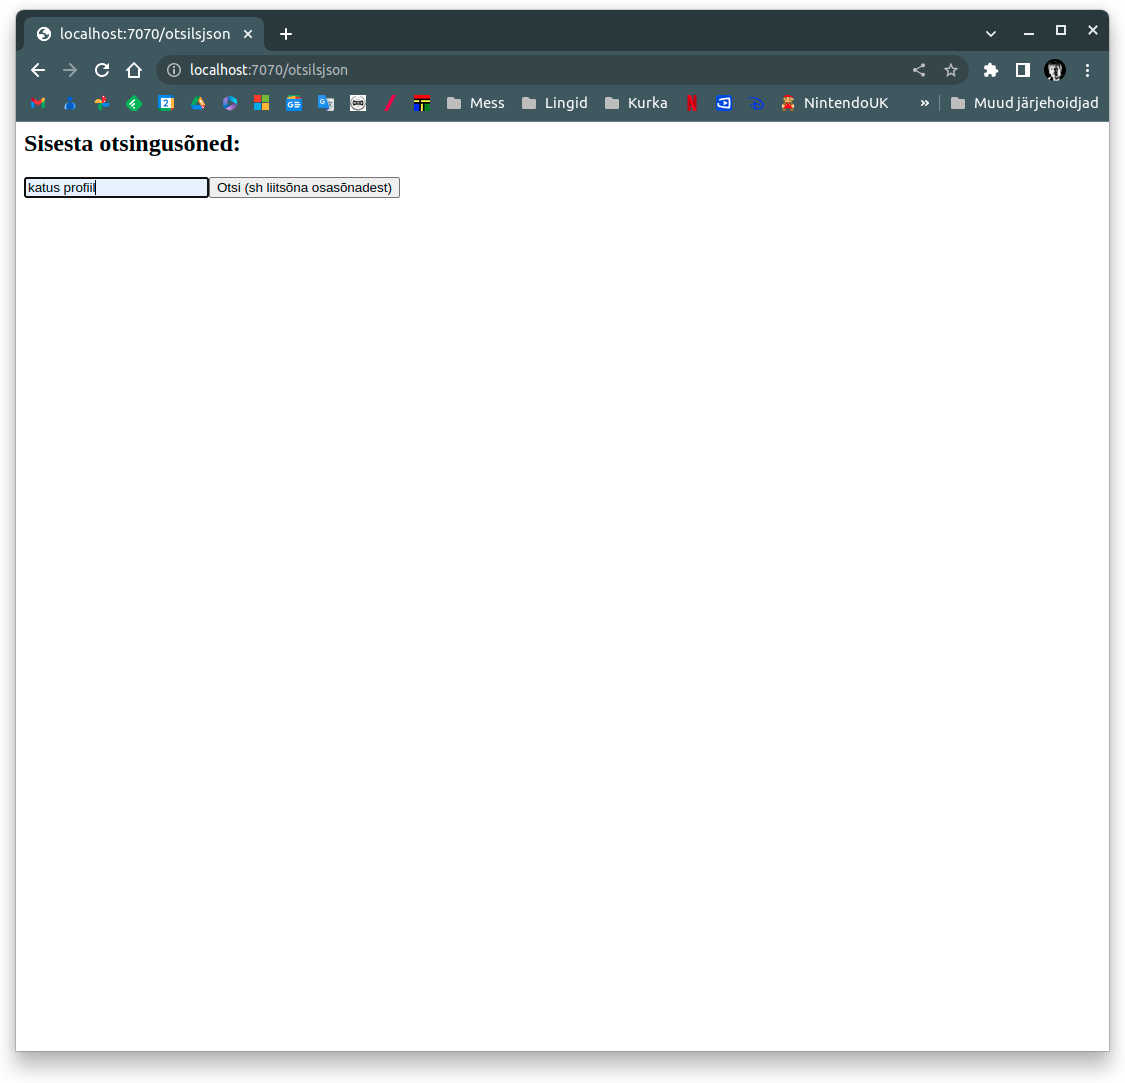 localhost:7070/otsilsjson
localhost:7070/otsilsjson
2 Mess Lingid Kurka NintendoUK » Muud järjehoidjad
Sisesta otsingusõned:
katus profiil Otsi (sh liitsõna osasõnadest)